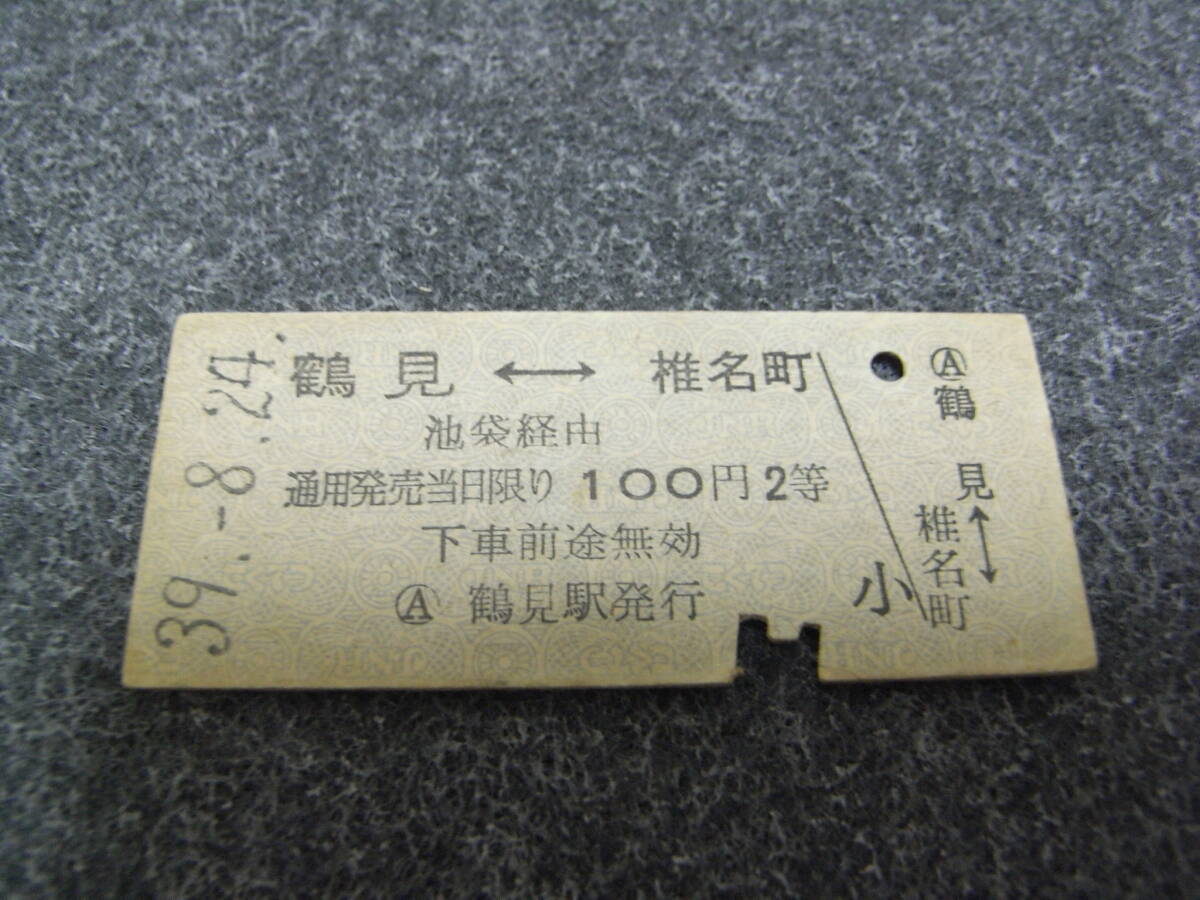 39.-8.24.
鶴見 ⟷ 椎名町
池袋経由
通用発売当日限り 100円 2等
下車前途無効
Ⓐ 鶴見駅発行
小
Ⓐ
鶴見
↕
椎名町